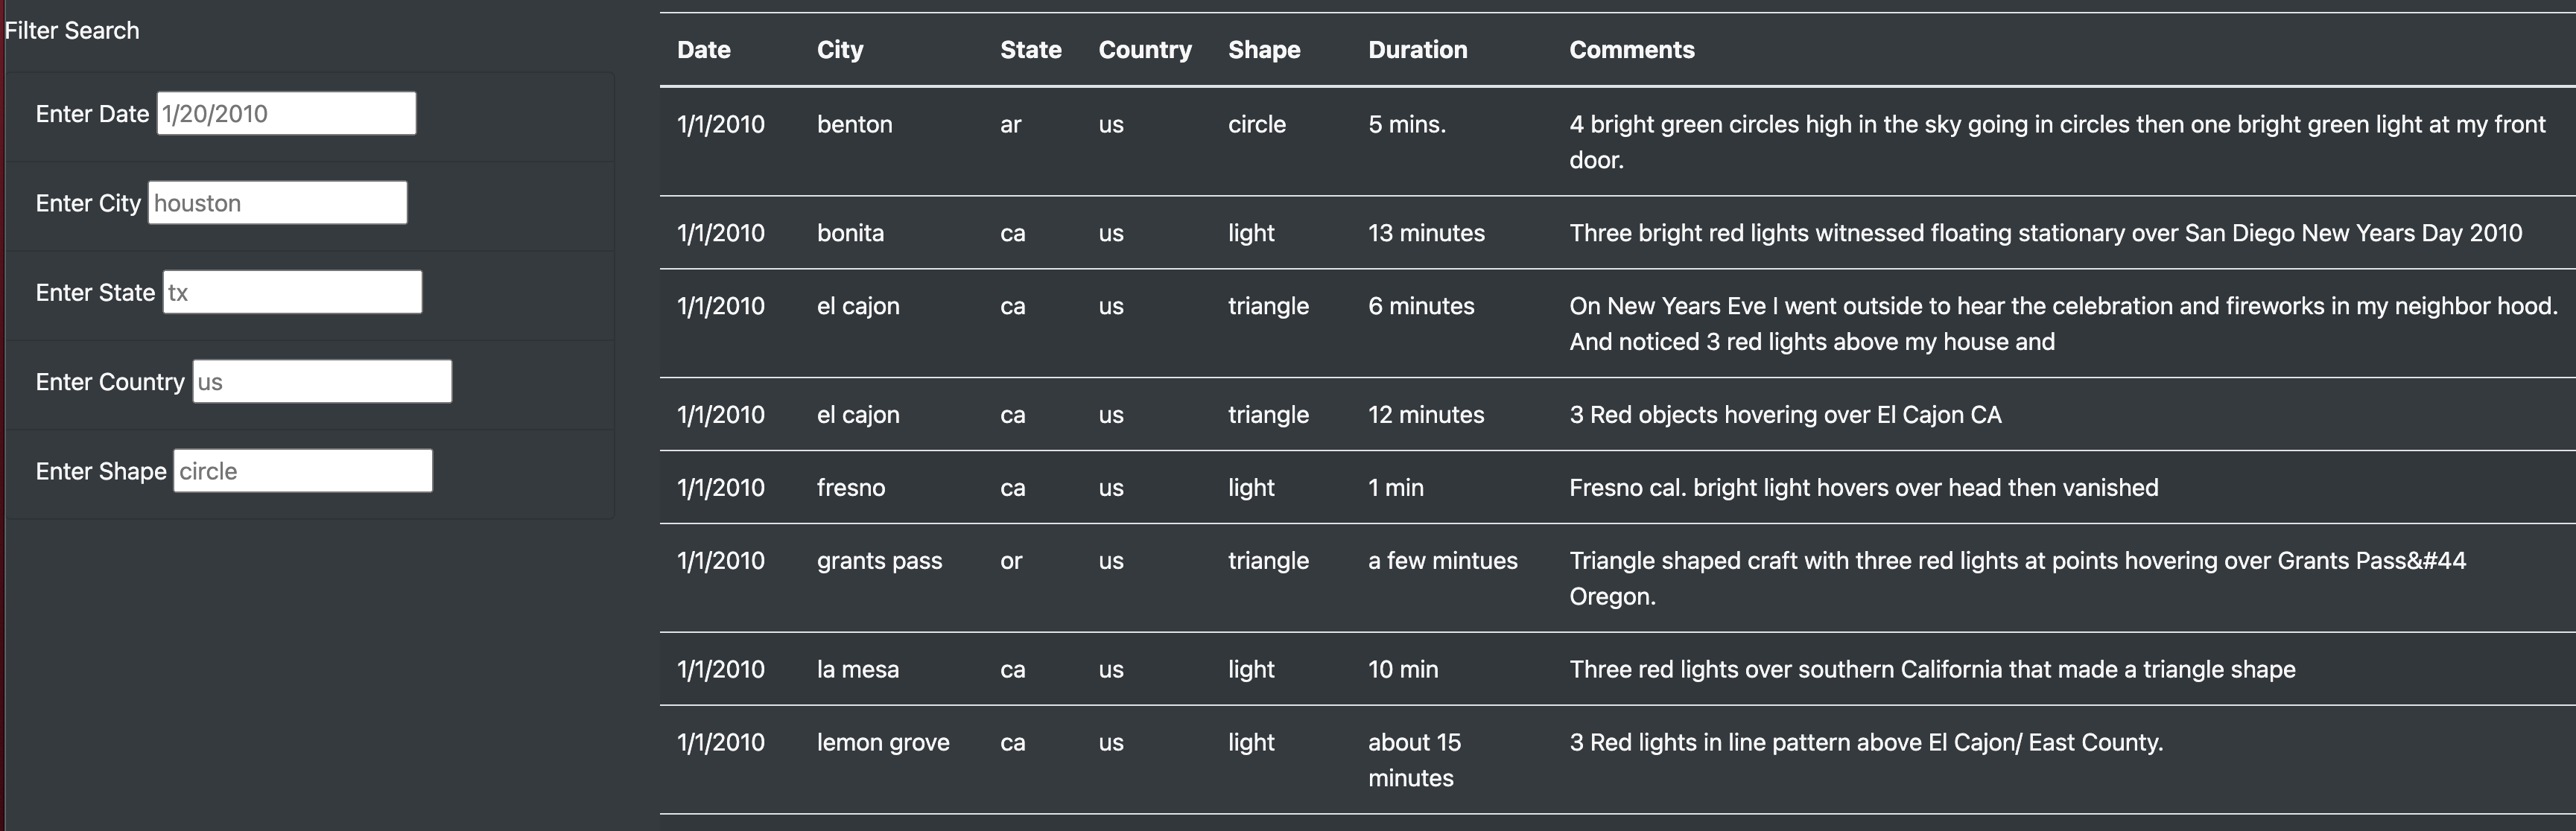 Filter Search
Enter Date 1/20/2010
Enter City houston
Enter State tx
Enter Country us
Enter Shape circle
Date City State Country Shape Duration Comments
1/1/2010 benton ar us circle 5 mins. 4 bright green circles high in the sky going in circles then one bright green light at my front
door.
1/1/2010 bonita ca us light 13 minutes Three bright red lights witnessed floating stationary over San Diego New Years Day 2010
1/1/2010 el cajon ca us triangle 6 minutes On New Years Eve I went outside to hear the celebration and fireworks in my neighbor hood.
And noticed 3 red lights above my house and
1/1/2010 el cajon ca us triangle 12 minutes 3 Red objects hovering over El Cajon CA
1/1/2010 fresno ca us light 1 min Fresno cal. bright light hovers over head then vanished
1/1/2010 grants pass or us triangle a few mintues Triangle shaped craft with three red lights at points hovering over Grants Pass&#44
Oregon.
1/1/2010 la mesa ca us light 10 min Three red lights over southern California that made a triangle shape
1/1/2010 lemon grove ca us light about 15 3 Red lights in line pattern above El Cajon/ East County.
minutes